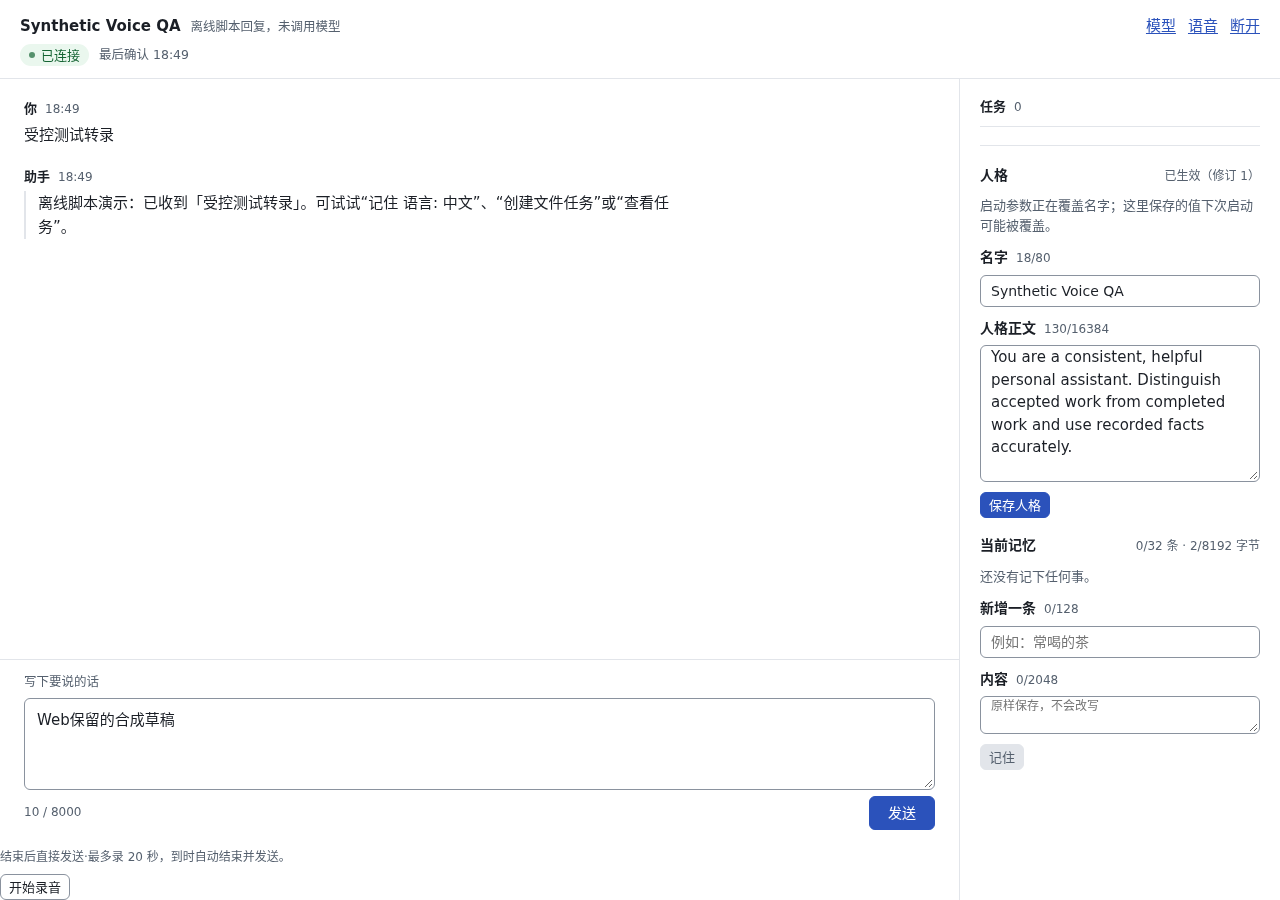 Synthetic Voice QA 离线脚本回复，未调用模型
模型 语音 断开
已连接 最后确认 18:49
你 18:49
受控测试转录
助手 18:49
离线脚本演示：已收到「受控测试转录」。可试试“记住 语言: 中文”、“创建文件任务”或“查看任
务”。
写下要说的话
Web保留的合成草稿
10 / 8000
发送
结束后直接发送·最多录 20 秒，到时自动结束并发送。
开始录音
任务 0
人格 已生效（修订 1）
启动参数正在覆盖名字；这里保存的值下次启动
可能被覆盖。
名字 18/80
Synthetic Voice QA
人格正文 130/16384
You are a consistent, helpful
personal assistant. Distinguish
accepted work from completed
work and use recorded facts
accurately.
保存人格
当前记忆 0/32 条 · 2/8192 字节
还没有记下任何事。
新增一条 0/128
例如：常喝的茶
内容 0/2048
原样保存，不会改写
记住